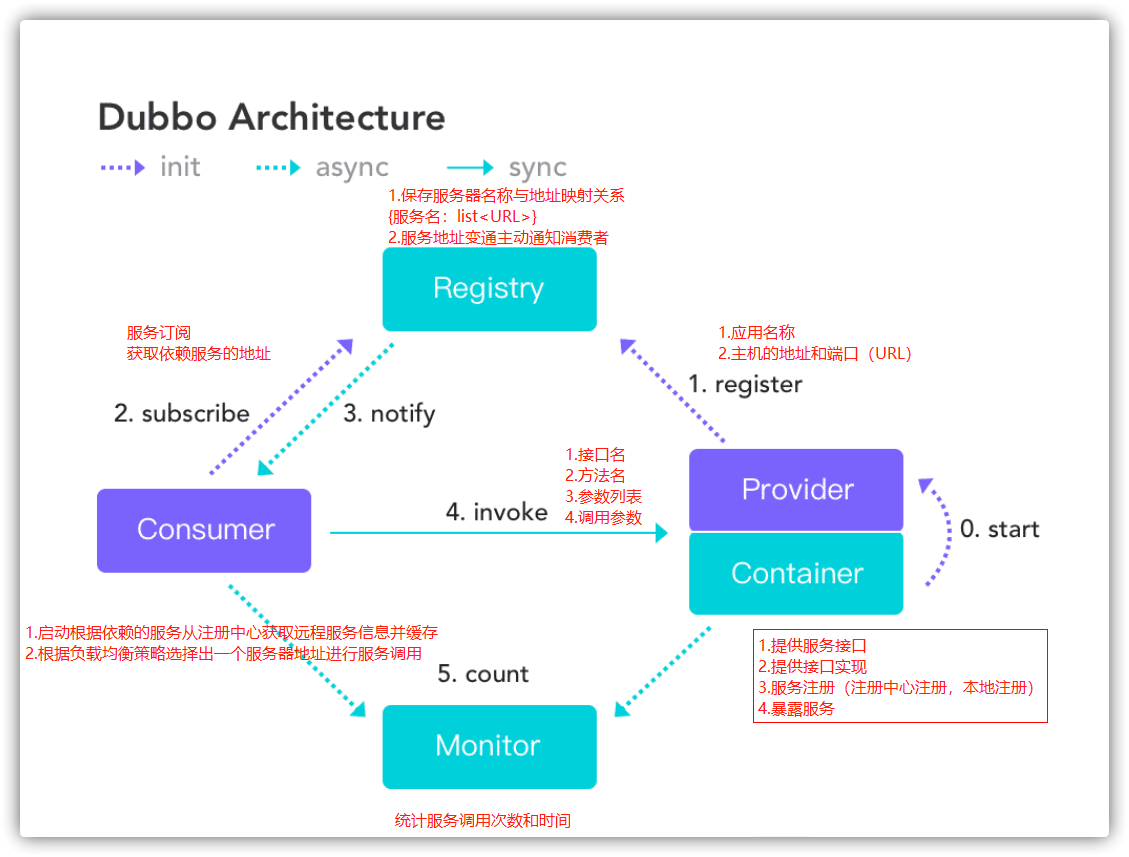 Dubbo Architecture
init async sync
1.保存服务器名称与地址映射关系
{服务名：list<URL>}
2.服务地址变通主动通知消费者
Registry
服务订阅
获取依赖服务的地址
1.应用名称
2.主机的地址和端口（URL）
1. register
2. subscribe
3. notify
1.接口名
2.方法名
3.参数列表
4.调用参数
4. invoke
Consumer
Provider
Container
0. start
1.启动根据依赖的服务从注册中心获取远程服务信息并缓存
2.根据负载均衡策略选择出一个服务器地址进行服务调用
5. count
1.提供服务接口
2.提供接口实现
3.服务注册（注册中心注册，本地注册）
4.暴露服务
Monitor
统计服务调用次数和时间